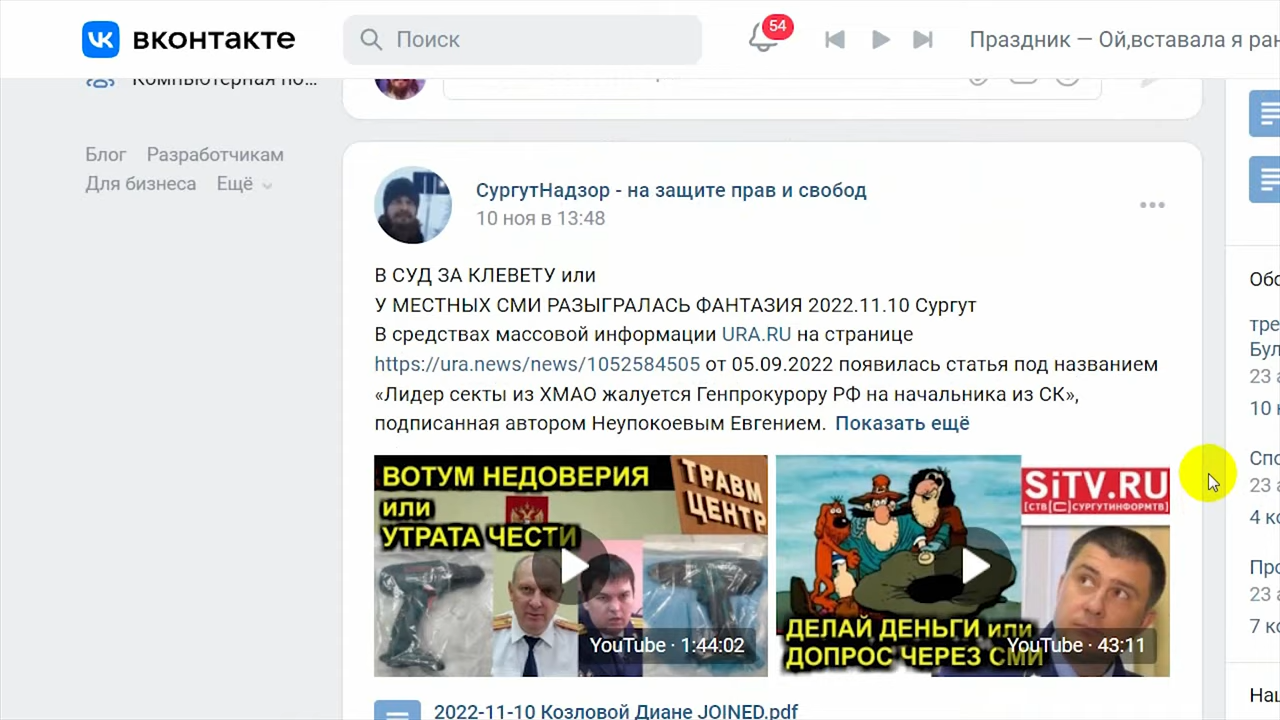 вконтакте
Поиск
54
Праздник — Ой,вставала я ран
Компьютерная по...
Блог Разработчикам
Для бизнеса Ещё
СургутНадзор - на защите прав и свобод
10 ноя в 13:48
В СУД ЗА КЛЕВЕТУ или
У МЕСТНЫХ СМИ РАЗЫГРАЛАСЬ ФАНТАЗИЯ 2022.11.10 Сургут
В средствах массовой информации URA.RU на странице
https://ura.news/news/1052584505 от 05.09.2022 появилась статья под названием
«Лидер секты из ХМАО жалуется Генпрокурору РФ на начальника из СК»,
подписанная автором Неупокоевым Евгением. Показать ещё
ВОТУМ НЕДОВЕРИЯ
или
УТРАТА ЧЕСТИ
ТРАВМ
ЦЕНТР
YouTube · 1:44:02
SiTV.RU
[СТВ [С] СУРГУТИНФОРМТВ]
ДЕЛАЙ ДЕНЬГИ или
ДОПРОС ЧЕРЕЗ СМИ
YouTube · 43:11
2022-11-10 Козловой Диане JOINED.pdf
Обс
тре
Бул
23 а
10 к
Спо
23 а
4 ко
Про
23 а
7 ко
Наш